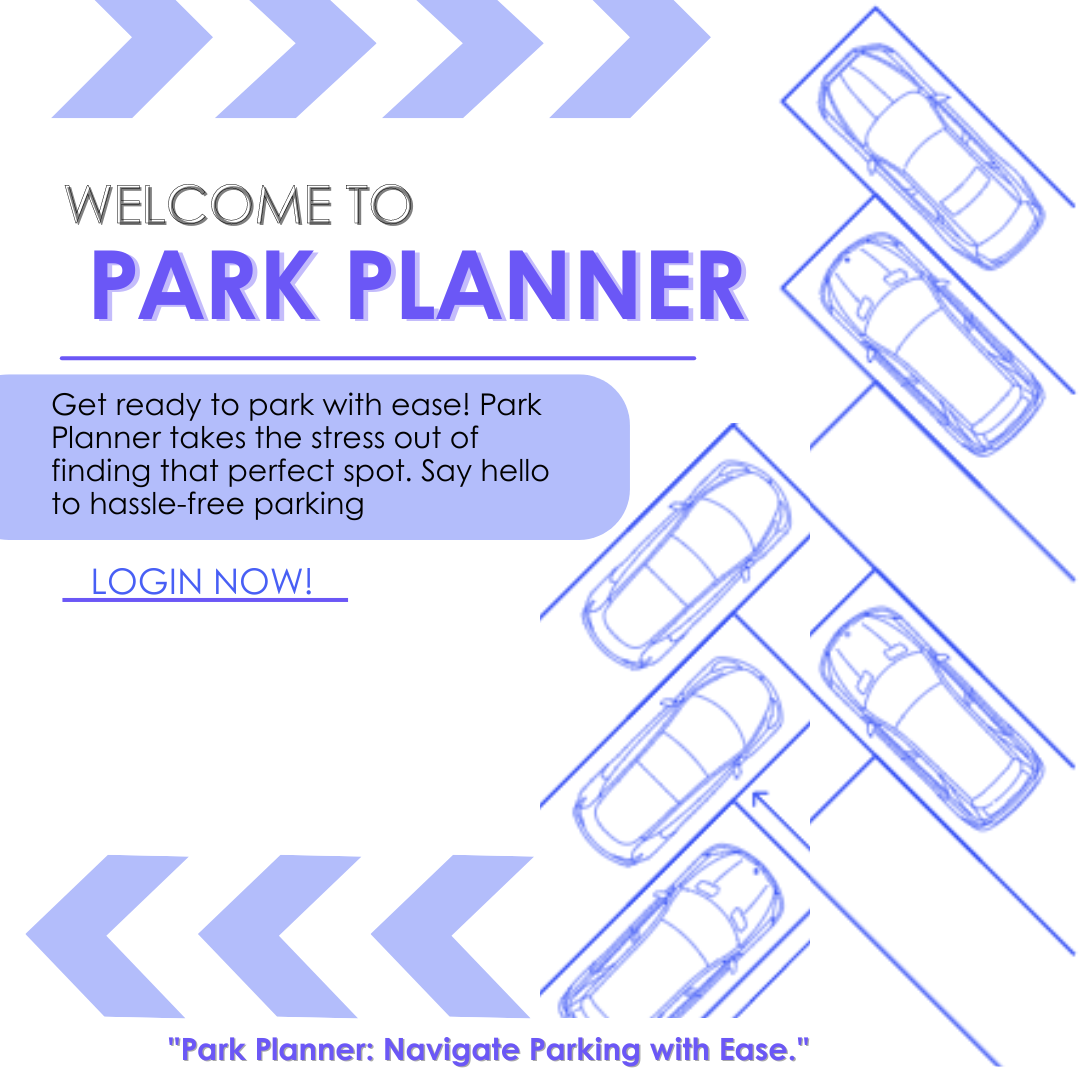 WELCOME TO
PARK PLANNER
Get ready to park with ease! Park
Planner takes the stress out of
finding that perfect spot. Say hello
to hassle-free parking
LOGIN NOW!
"Park Planner: Navigate Parking with Ease."